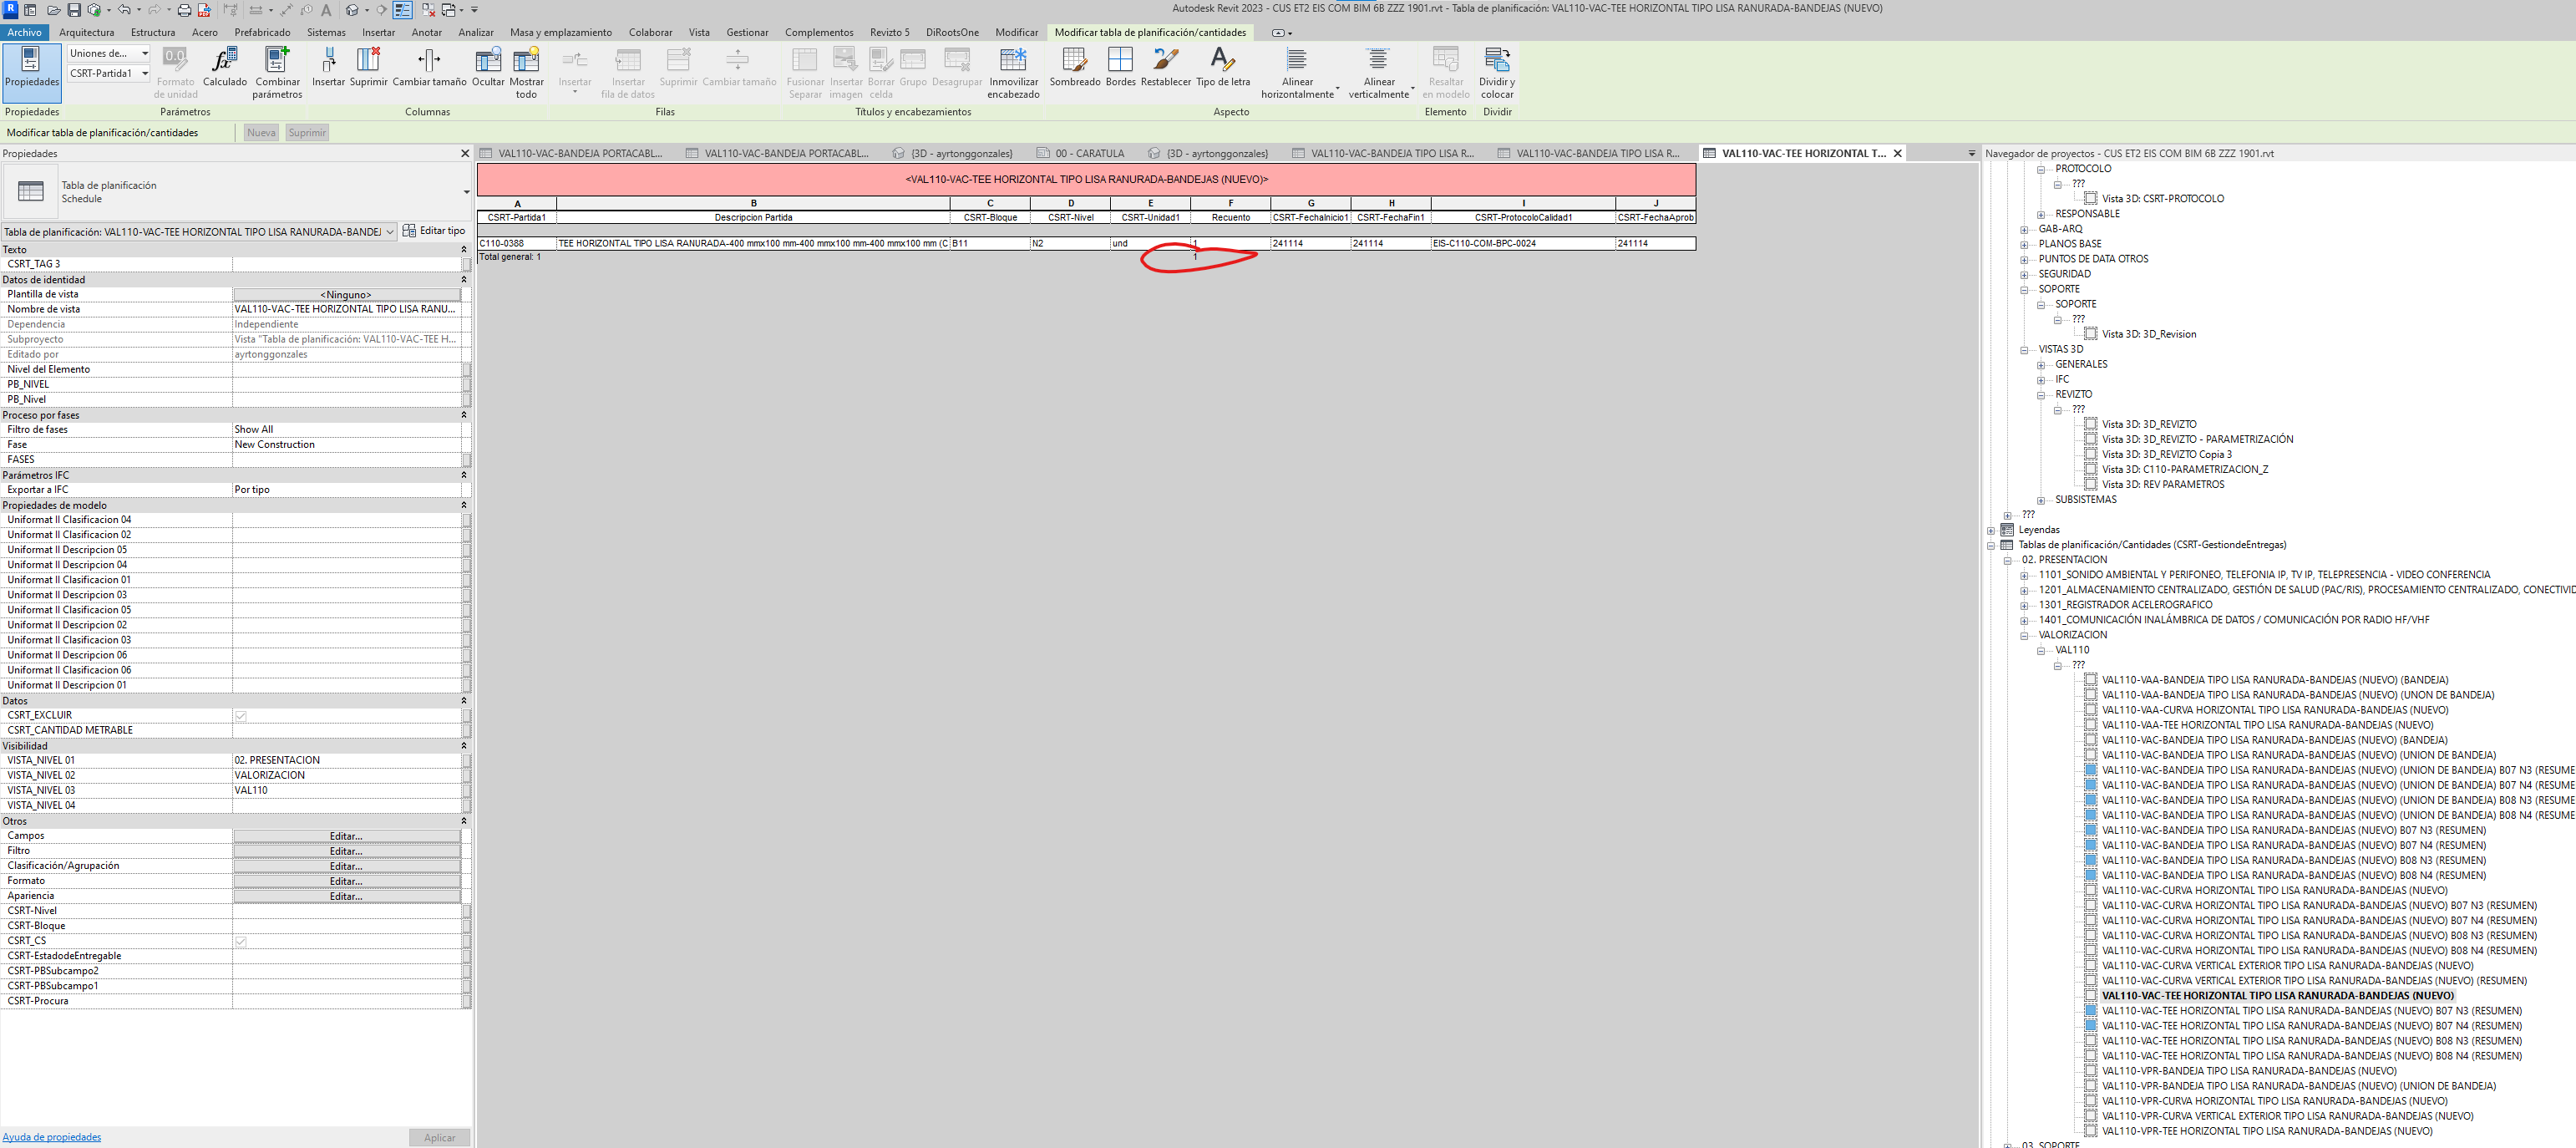 Autodesk Revit 2023 - CUS ET2 EIS COM BIM 6B ZZZ 1901.rvt - Tabla de planificación: VAL110-VAC-TEE HORIZONTAL TIPO LISA RANURADA-BANDEJAS (NUEVO)
Archivo Arquitectura Estructura Acero Prefabricado Sistemas Insertar Anotar Analizar Masa y emplazamiento Colaborar Vista Gestionar Complementos Revizto 5 DiRootsOne Modificar Modificar tabla de planificación/cantidades
Propiedades
Uniones de...
CSRT-Partida1
Formato de unidad
Calculado
Combinar parámetros
Insertar Suprimir Cambiar tamaño Ocultar Mostrar todo
Insertar Insertar fila de datos Suprimir Cambiar tamaño
Fusionar Separar Insertar imagen Borrar celda Grupo Desagrupar Inmovilizar encabezado
Sombreado Bordes Restablecer Tipo de letra Alinear horizontalmente Alinear verticalmente
Resaltar en modelo
Dividir y colocar
Propiedades Parámetros Columnas Filas Títulos y encabezamientos Aspecto Elemento Dividir
Modificar tabla de planificación/cantidades Nueva Suprimir
Propiedades
Tabla de planificación
Schedule
Tabla de planificación: VAL110-VAC-TEE HORIZONTAL TIPO LISA RANURADA-BANDEJ Editar tipo
Texto
CSRT_TAG 3
Datos de identidad
Plantilla de vista <Ninguno>
Nombre de vista VAL110-VAC-TEE HORIZONTAL TIPO LISA RANU...
Dependencia Independiente
Subproyecto Vista "Tabla de planificación: VAL110-VAC-TEE H...
Editado por ayrtonggonzales
Nivel del Elemento
PB_NIVEL
PB_Nivel
Proceso por fases
Filtro de fases Show All
Fase New Construction
FASES
Parámetros IFC
Exportar a IFC Por tipo
Propiedades de modelo
Uniformat II Clasificacion 04
Uniformat II Clasificacion 02
Uniformat II Descripcion 05
Uniformat II Descripcion 04
Uniformat II Clasificacion 01
Uniformat II Descripcion 03
Uniformat II Clasificacion 05
Uniformat II Descripcion 02
Uniformat II Clasificacion 03
Uniformat II Descripcion 06
Uniformat II Clasificacion 06
Uniformat II Descripcion 01
Datos
CSRT_EXCLUIR
CSRT_CANTIDAD METRABLE
Visibilidad
VISTA_NIVEL 01 02. PRESENTACION
VISTA_NIVEL 02 VALORIZACION
VISTA_NIVEL 03 VAL110
VISTA_NIVEL 04
Otros
Campos Editar...
Filtro Editar...
Clasificación/Agrupación Editar...
Formato Editar...
Apariencia Editar...
CSRT-Nivel
CSRT-Bloque
CSRT_CS
CSRT-EstadodeEntregable
CSRT-PBSubcampo2
CSRT-PBSubcampo1
CSRT-Procura
Ayuda de propiedades Aplicar
VAL110-VAC-BANDEJA PORTACABL... VAL110-VAC-BANDEJA PORTACABL... {3D - ayrtonggonzales} 00 - CARATULA {3D - ayrtonggonzales} VAL110-VAC-BANDEJA TIPO LISA R... VAL110-VAC-BANDEJA TIPO LISA R... VAL110-VAC-TEE HORIZONTAL T...
<VAL110-VAC-TEE HORIZONTAL TIPO LISA RANURADA-BANDEJAS (NUEVO)>
A B C D E F G H I J
CSRT-Partida1 Descripcion Partida CSRT-Bloque CSRT-Nivel CSRT-Unidad1 Recuento CSRT-FechaInicio1 CSRT-FechaFin1 CSRT-ProtocoloCalidad1 CSRT-FechaAprob
C110-0388 TEE HORIZONTAL TIPO LISA RANURADA-400 mmx100 mm-400 mmx100 mm-400 mmx100 mm (C B11 N2 und 1 241114 241114 EIS-C110-COM-BPC-0024 241114
Total general: 1 1
Navegador de proyectos - CUS ET2 EIS COM BIM 6B ZZZ 1901.rvt
PROTOCOLO
???
Vista 3D: CSRT-PROTOCOLO
RESPONSABLE
GAB-ARQ
PLANOS BASE
PUNTOS DE DATA OTROS
SEGURIDAD
SOPORTE
SOPORTE
???
Vista 3D: 3D_Revision
VISTAS 3D
GENERALES
IFC
REVIZTO
???
Vista 3D: 3D_REVIZTO
Vista 3D: 3D_REVIZTO - PARAMETRIZACIÓN
Vista 3D: 3D_REVIZTO Copia 3
Vista 3D: C110-PARAMETRIZACION_Z
Vista 3D: REV PARAMETROS
SUBSISTEMAS
???
Leyendas
Tablas de planificación/Cantidades (CSRT-GestiondeEntregas)
02. PRESENTACION
1101_SONIDO AMBIENTAL Y PERIFONEO, TELEFONIA IP, TV IP, TELEPRESENCIA - VIDEO CONFERENCIA
1201_ALMACENAMIENTO CENTRALIZADO, GESTIÓN DE SALUD (PAC/RIS), PROCESAMIENTO CENTRALIZADO, CONECTIVID
1301_REGISTRADOR ACELEROGRAFICO
1401_COMUNICACIÓN INALÁMBRICA DE DATOS / COMUNICACIÓN POR RADIO HF/VHF
VALORIZACION
VAL110
???
VAL110-VAA-BANDEJA TIPO LISA RANURADA-BANDEJAS (NUEVO) (BANDEJA)
VAL110-VAA-BANDEJA TIPO LISA RANURADA-BANDEJAS (NUEVO) (UNON DE BANDEJA)
VAL110-VAA-CURVA HORIZONTAL TIPO LISA RANURADA-BANDEJAS (NUEVO)
VAL110-VAA-TEE HORIZONTAL TIPO LISA RANURADA-BANDEJAS (NUEVO)
VAL110-VAC-BANDEJA TIPO LISA RANURADA-BANDEJAS (NUEVO) (BANDEJA)
VAL110-VAC-BANDEJA TIPO LISA RANURADA-BANDEJAS (NUEVO) (UNION DE BANDEJA)
VAL110-VAC-BANDEJA TIPO LISA RANURADA-BANDEJAS (NUEVO) (UNION DE BANDEJA) B07 N3 (RESUME
VAL110-VAC-BANDEJA TIPO LISA RANURADA-BANDEJAS (NUEVO) (UNION DE BANDEJA) B07 N4 (RESUME
VAL110-VAC-BANDEJA TIPO LISA RANURADA-BANDEJAS (NUEVO) (UNION DE BANDEJA) B08 N3 (RESUME
VAL110-VAC-BANDEJA TIPO LISA RANURADA-BANDEJAS (NUEVO) (UNION DE BANDEJA) B08 N4 (RESUME
VAL110-VAC-BANDEJA TIPO LISA RANURADA-BANDEJAS (NUEVO) B07 N3 (RESUMEN)
VAL110-VAC-BANDEJA TIPO LISA RANURADA-BANDEJAS (NUEVO) B07 N4 (RESUMEN)
VAL110-VAC-BANDEJA TIPO LISA RANURADA-BANDEJAS (NUEVO) B08 N3 (RESUMEN)
VAL110-VAC-BANDEJA TIPO LISA RANURADA-BANDEJAS (NUEVO) B08 N4 (RESUMEN)
VAL110-VAC-CURVA HORIZONTAL TIPO LISA RANURADA-BANDEJAS (NUEVO)
VAL110-VAC-CURVA HORIZONTAL TIPO LISA RANURADA-BANDEJAS (NUEVO) B07 N3 (RESUMEN)
VAL110-VAC-CURVA HORIZONTAL TIPO LISA RANURADA-BANDEJAS (NUEVO) B07 N4 (RESUMEN)
VAL110-VAC-CURVA HORIZONTAL TIPO LISA RANURADA-BANDEJAS (NUEVO) B08 N3 (RESUMEN)
VAL110-VAC-CURVA HORIZONTAL TIPO LISA RANURADA-BANDEJAS (NUEVO) B08 N4 (RESUMEN)
VAL110-VAC-CURVA VERTICAL EXTERIOR TIPO LISA RANURADA-BANDEJAS (NUEVO)
VAL110-VAC-CURVA VERTICAL EXTERIOR TIPO LISA RANURADA-BANDEJAS (NUEVO) (RESUMEN)
VAL110-VAC-TEE HORIZONTAL TIPO LISA RANURADA-BANDEJAS (NUEVO)
VAL110-VAC-TEE HORIZONTAL TIPO LISA RANURADA-BANDEJAS (NUEVO) B07 N3 (RESUMEN)
VAL110-VAC-TEE HORIZONTAL TIPO LISA RANURADA-BANDEJAS (NUEVO) B07 N4 (RESUMEN)
VAL110-VAC-TEE HORIZONTAL TIPO LISA RANURADA-BANDEJAS (NUEVO) B08 N3 (RESUMEN)
VAL110-VAC-TEE HORIZONTAL TIPO LISA RANURADA-BANDEJAS (NUEVO) B08 N4 (RESUMEN)
VAL110-VPR-BANDEJA TIPO LISA RANURADA-BANDEJAS (NUEVO)
VAL110-VPR-BANDEJA TIPO LISA RANURADA-BANDEJAS (NUEVO) (UNION DE BANDEJA)
VAL110-VPR-CURVA HORIZONTAL TIPO LISA RANURADA-BANDEJAS (NUEVO)
VAL110-VPR-CURVA VERTICAL EXTERIOR TIPO LISA RANURADA-BANDEJAS (NUEVO)
VAL110-VPR-TEE HORIZONTAL TIPO LISA RANURADA-BANDEJAS (NUEVO)
03. SOPORTE